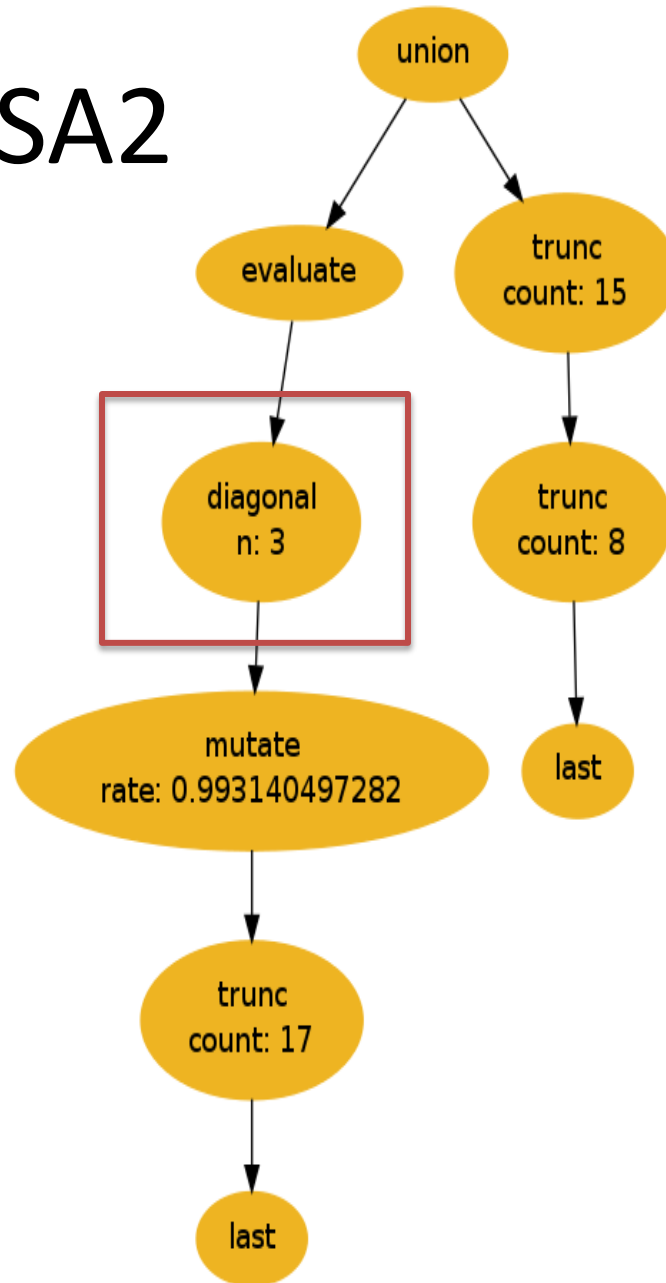 SA2
union
evaluate
trunc
count: 15
diagonal
n: 3
trunc
count: 8
mutate
rate: 0.993140497282
last
trunc
count: 17
last